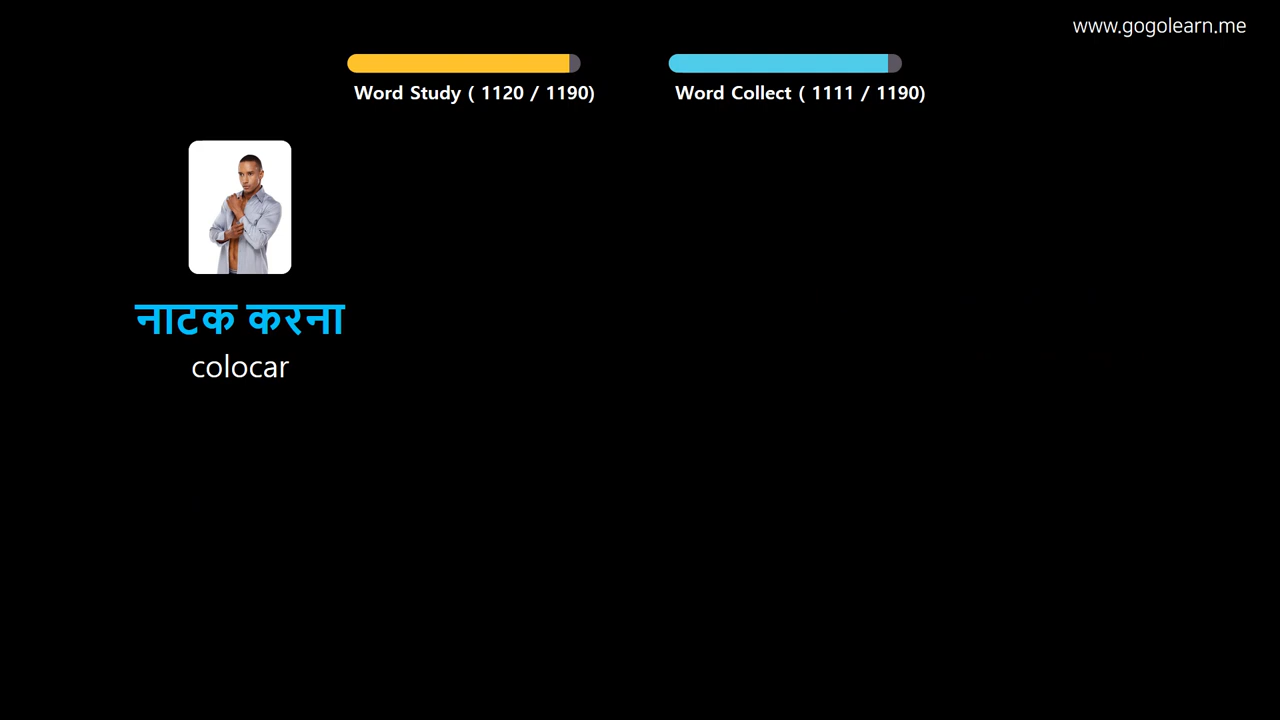 www.gogolearn.me
Word Study ( 1120 / 1190)
Word Collect ( 1111 / 1190)
नाटक करना
colocar